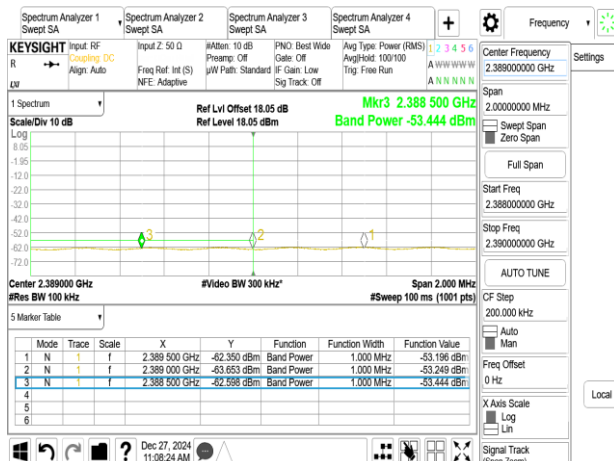 Spectrum Analyzer 1
Swept SA
Spectrum Analyzer 2
Swept SA
Spectrum Analyzer 3
Swept SA
Spectrum Analyzer 4
Swept SA
+
Frequency
KEYSIGHT
R
Input: RF
Coupling: DC
Align: Auto
Input Z: 50 Ω
Freq Ref: Int (S)
NFE: Adaptive
#Atten: 10 dB
Preamp: Off
µW Path: Standard
PNO: Best Wide
Gate: Off
IF Gain: Low
Sig Track: Off
Avg Type: Power (RMS)
Avg|Hold: 100/100
Trig: Free Run
1 2 3 4 5 6
A W W W W W
A N N N N N
1 Spectrum
Scale/Div 10 dB
Ref Lvl Offset 18.05 dB
Ref Level 18.05 dBm
Mkr3 2.388 500 GHz
Band Power -53.444 dBm
Log
8.05
-1.95
-12.0
-22.0
-32.0
-42.0
-52.0
-62.0
-72.0
3
2
1
Center 2.389000 GHz
#Res BW 100 kHz
#Video BW 300 kHz*
Span 2.000 MHz
#Sweep 100 ms (1001 pts)
5 Marker Table
Mode Trace Scale X Y Function Function Width Function Value
1 N 1 f 2.389 500 GHz -62.350 dBm Band Power 1.000 MHz -53.196 dBm
2 N 1 f 2.389 000 GHz -63.653 dBm Band Power 1.000 MHz -53.249 dBm
3 N 1 f 2.388 500 GHz -62.598 dBm Band Power 1.000 MHz -53.444 dBm
4
5
6
?
Dec 27, 2024
11:08:24 AM
Center Frequency
2.389000000 GHz
Span
2.00000000 MHz
Swept Span
Zero Span
Full Span
Start Freq
2.388000000 GHz
Stop Freq
2.390000000 GHz
AUTO TUNE
CF Step
200.000 kHz
Auto
Man
Freq Offset
0 Hz
X Axis Scale
Log
Lin
Signal Track
(Span Zoom)
Settings
Local